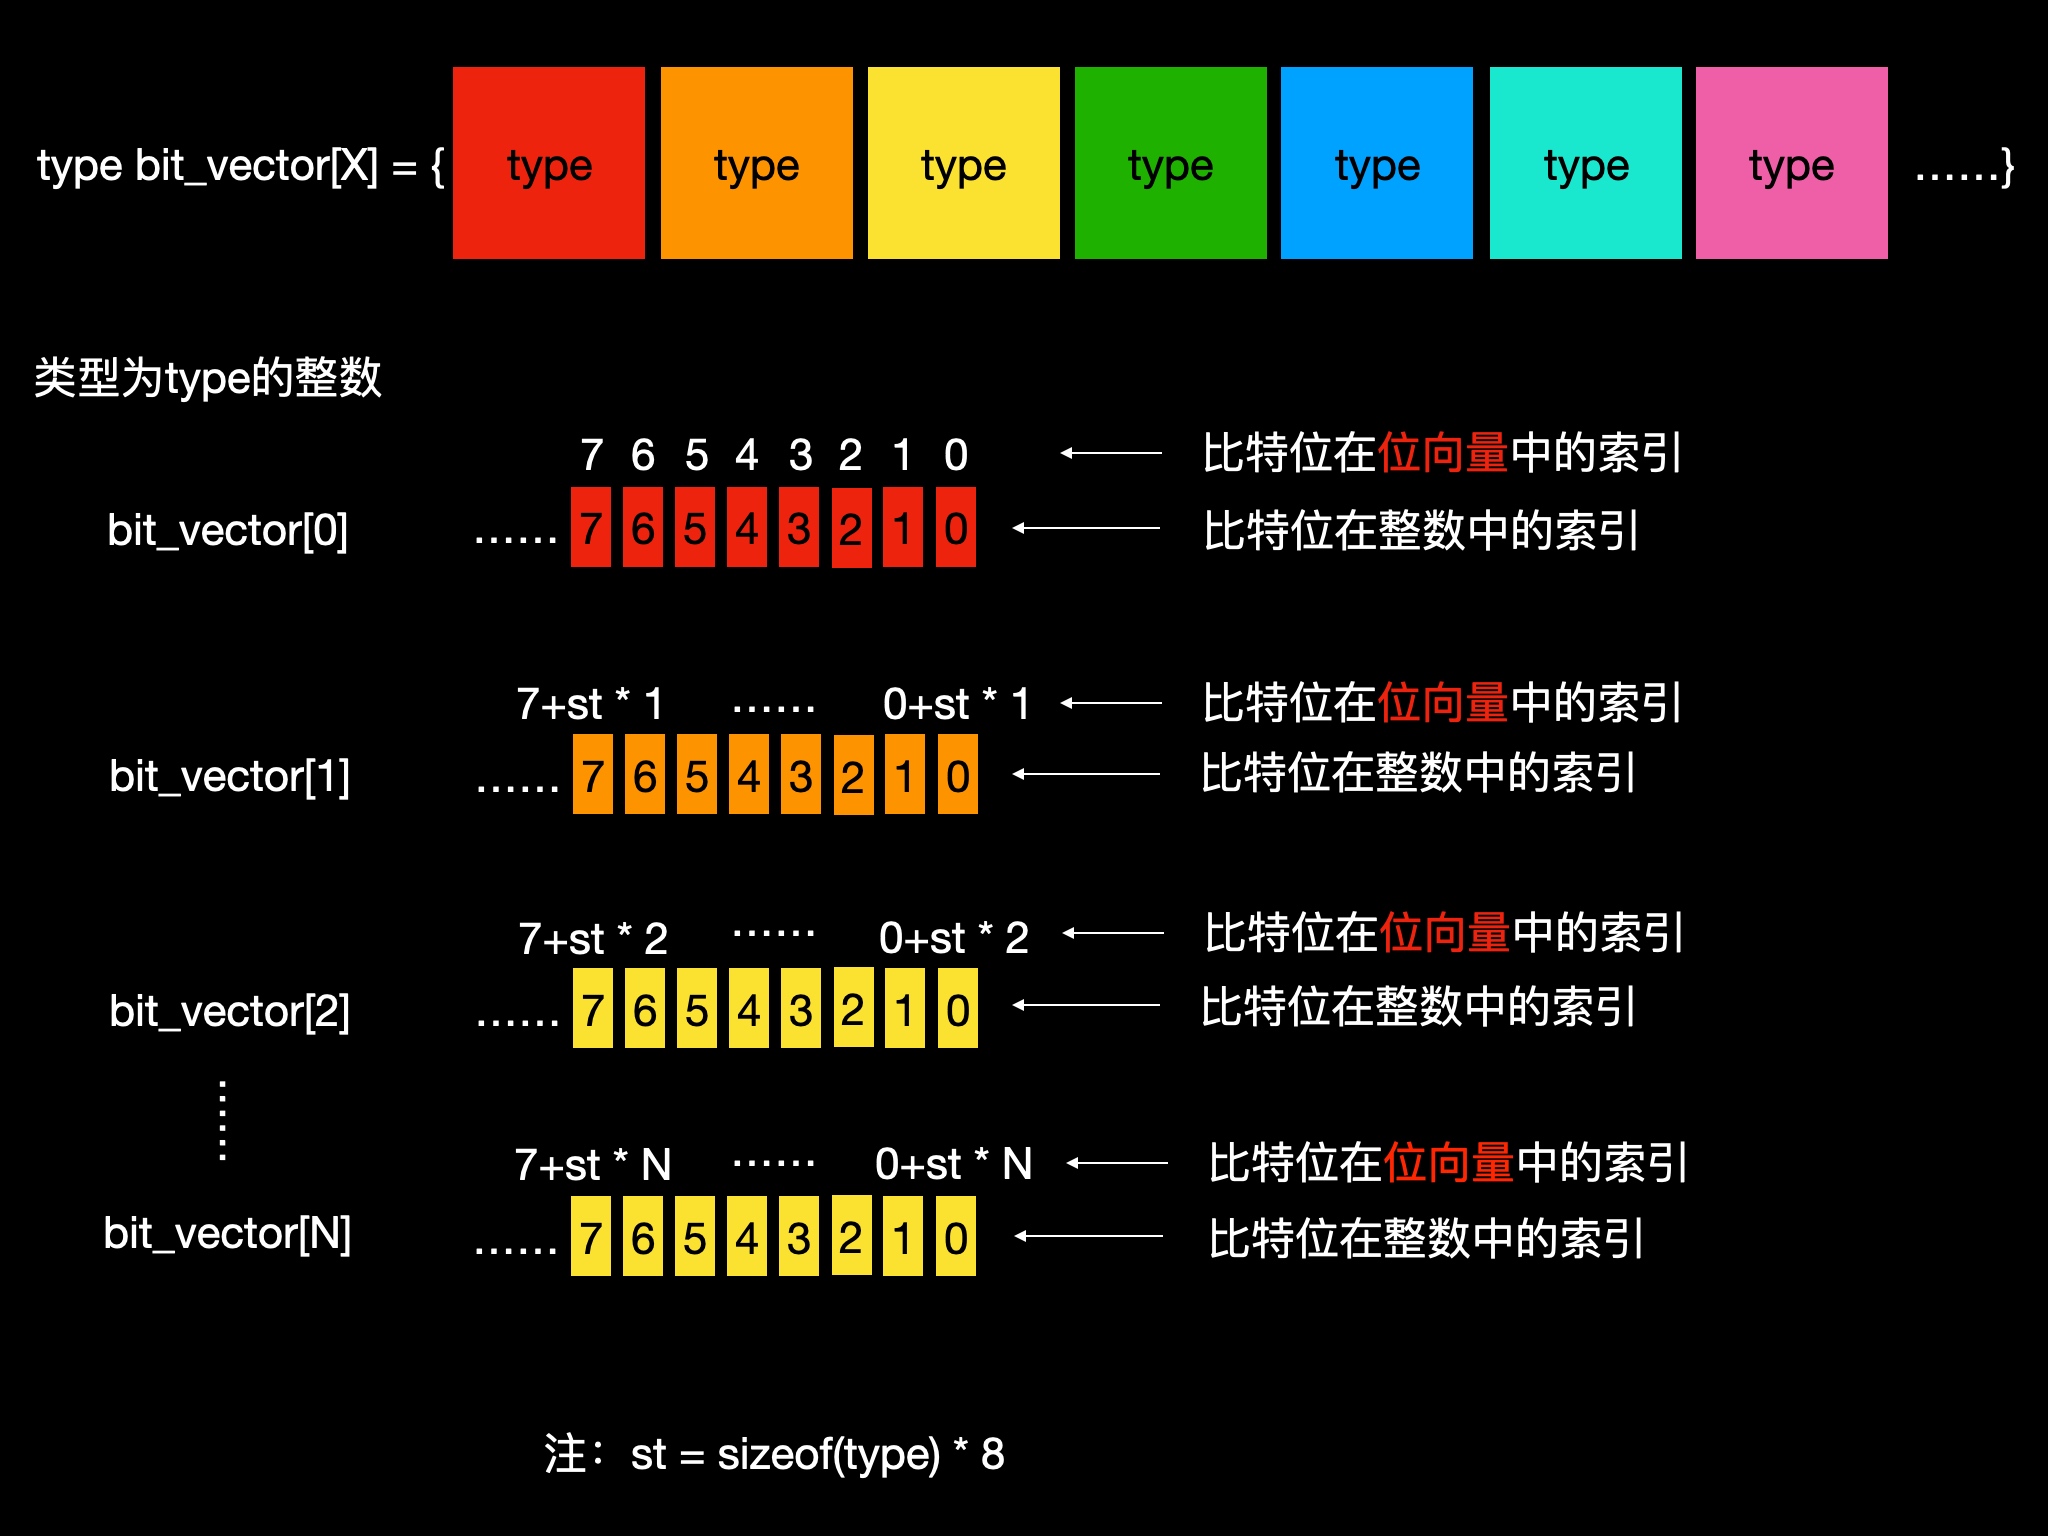 type bit_vector[X] = { type type type type type type type ......}
类型为type的整数
7 6 5 4 3 2 1 0 比特位在位向量中的索引
bit_vector[0] ...... 7 6 5 4 3 2 1 0 比特位在整数中的索引
7+st * 1 ...... 0+st * 1 比特位在位向量中的索引
bit_vector[1] ...... 7 6 5 4 3 2 1 0 比特位在整数中的索引
7+st * 2 ...... 0+st * 2 比特位在位向量中的索引
bit_vector[2] ...... 7 6 5 4 3 2 1 0 比特位在整数中的索引
......
7+st * N ...... 0+st * N 比特位在位向量中的索引
bit_vector[N] ...... 7 6 5 4 3 2 1 0 比特位在整数中的索引
注：st = sizeof(type) * 8